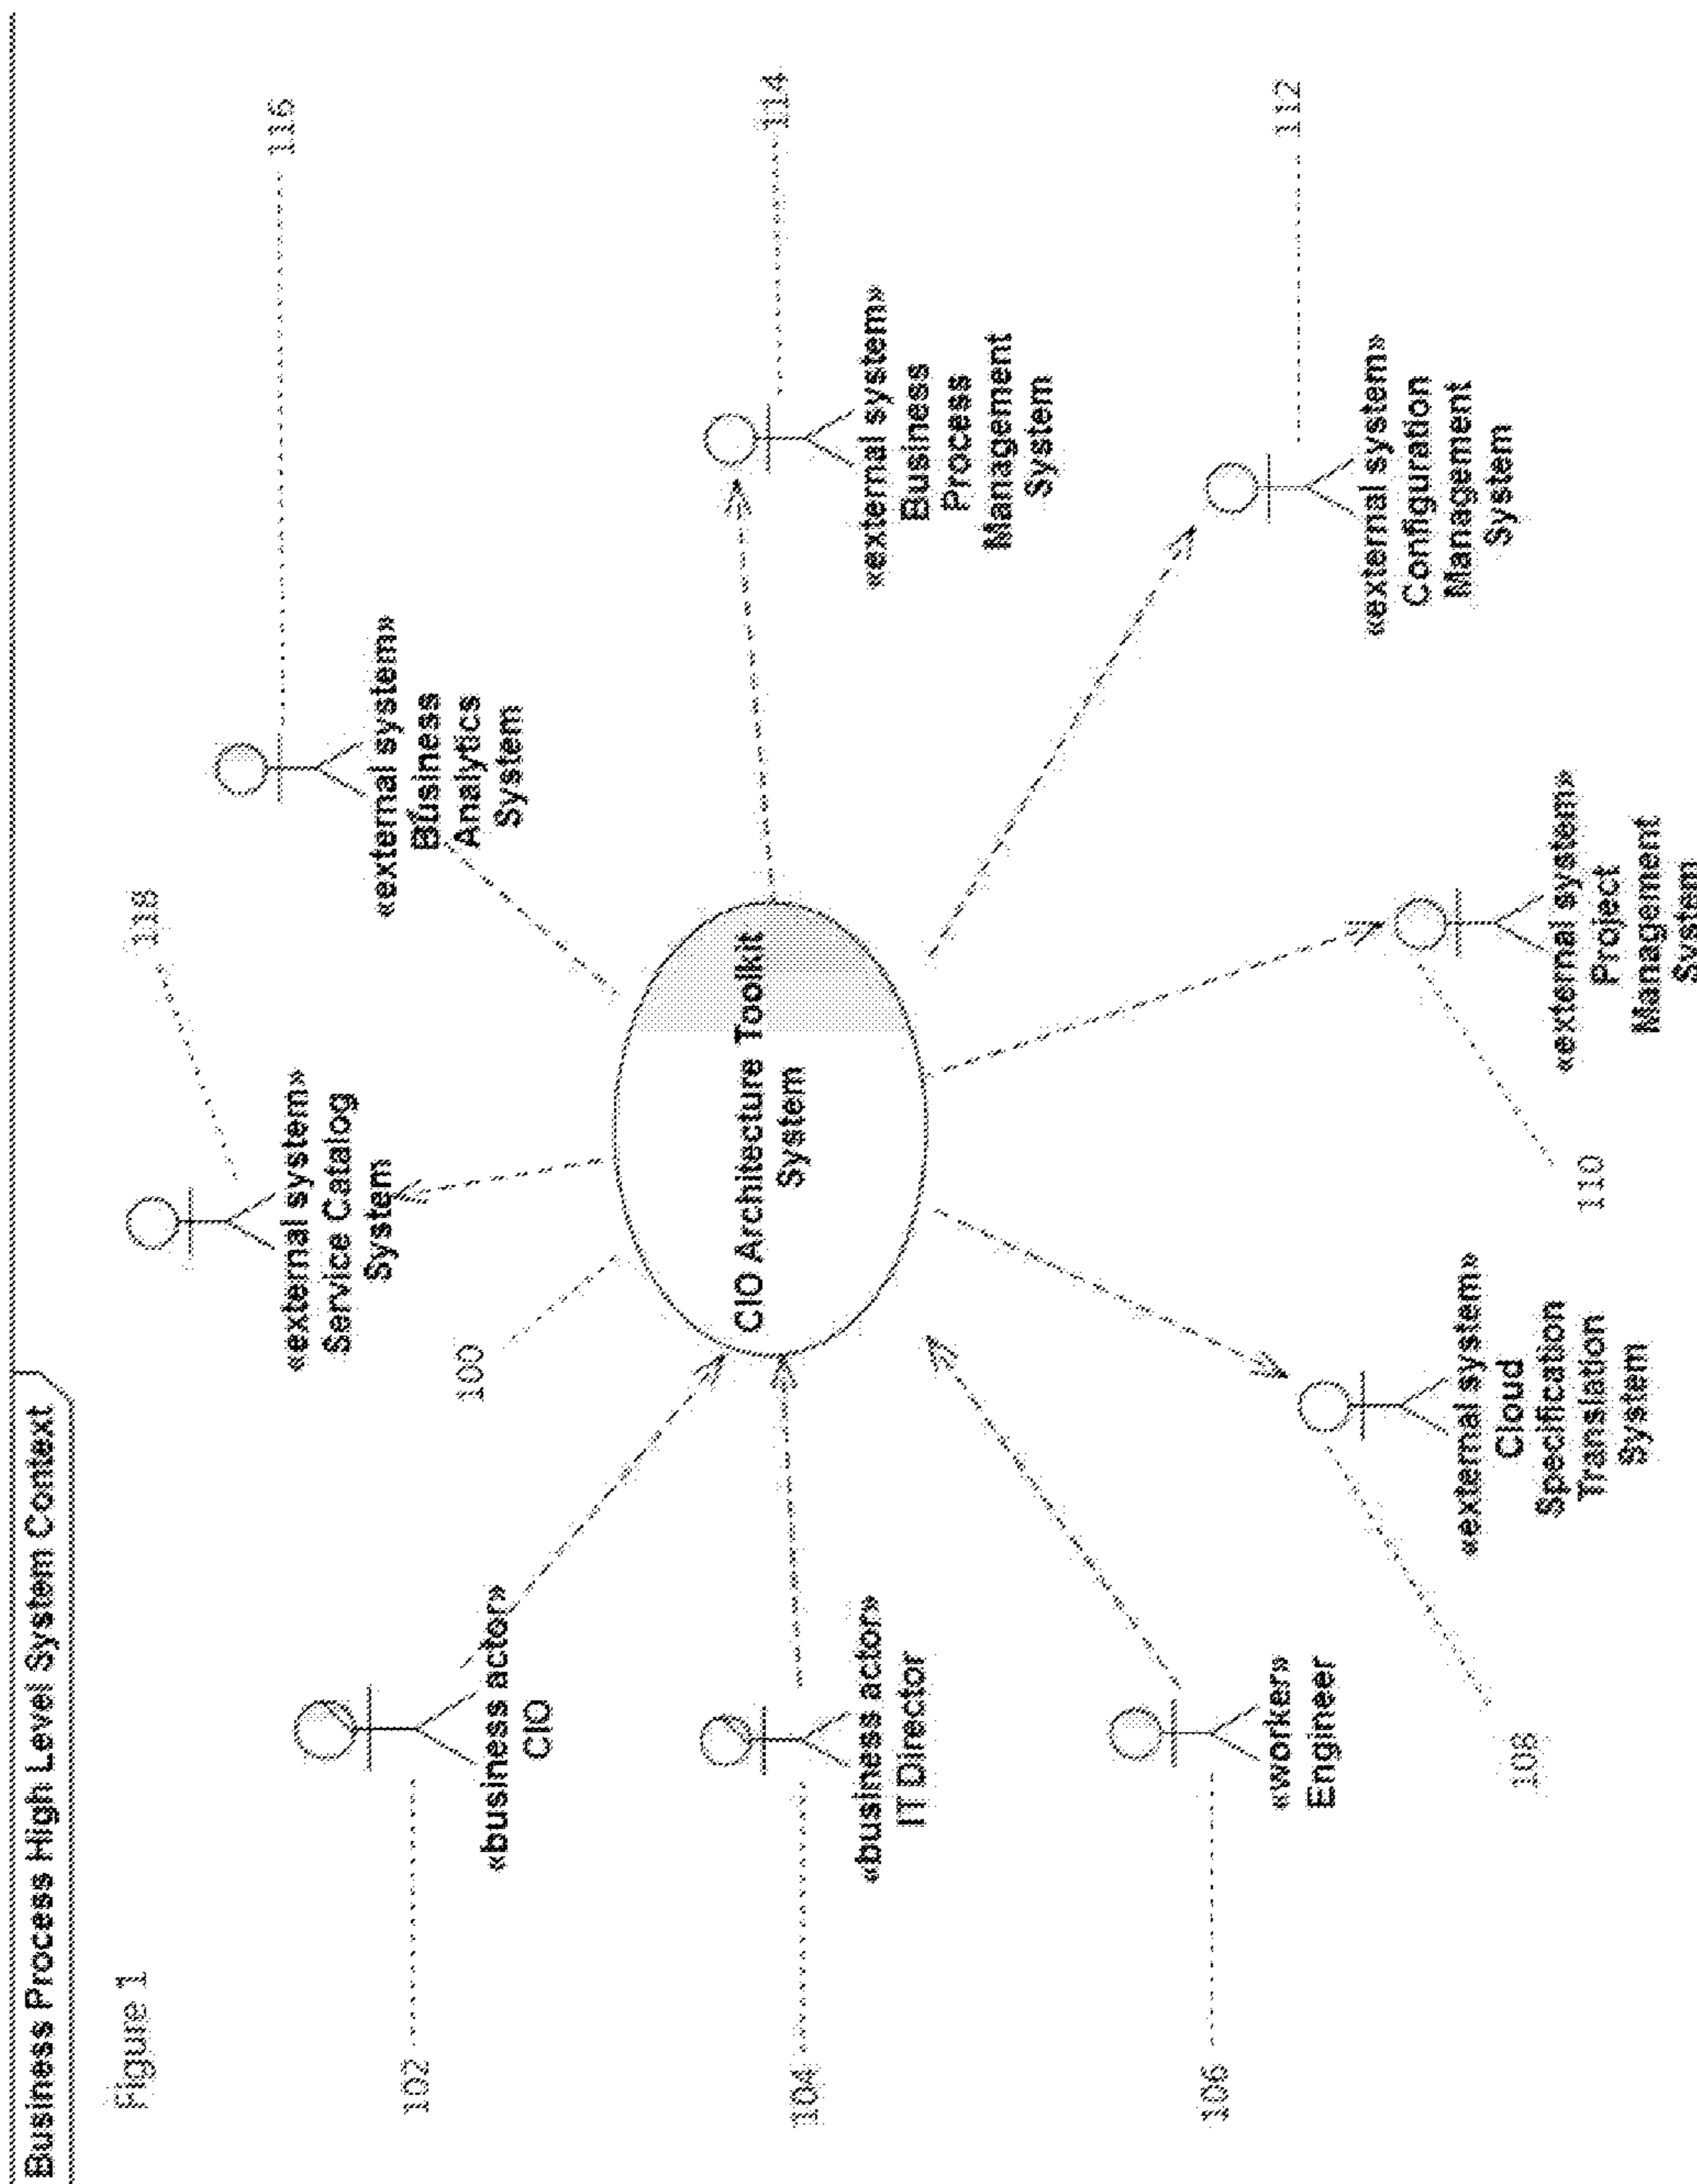 Business Process High Level System Context
Figure 1
118
116
«external system»
Service Catalog
System
«external system»
Business
Analytics
System
102
«business actor»
CIO
100
114
«external system»
Business
Process
Management
System
CIO Architecture Toolkit
System
104
«business actor»
IT Director
112
«external system»
Configuration
Management
System
106
«worker»
Engineer
108
«external system»
Cloud
Specification
Translation
System
110
«external system»
Project
Management
System